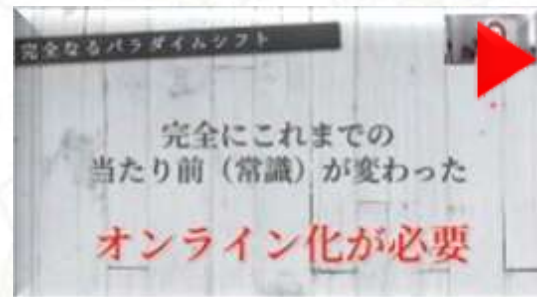 完全なるパラダイムシフト
完全にこれまでの
当たり前（常識）が変わった
オンライン化が必要